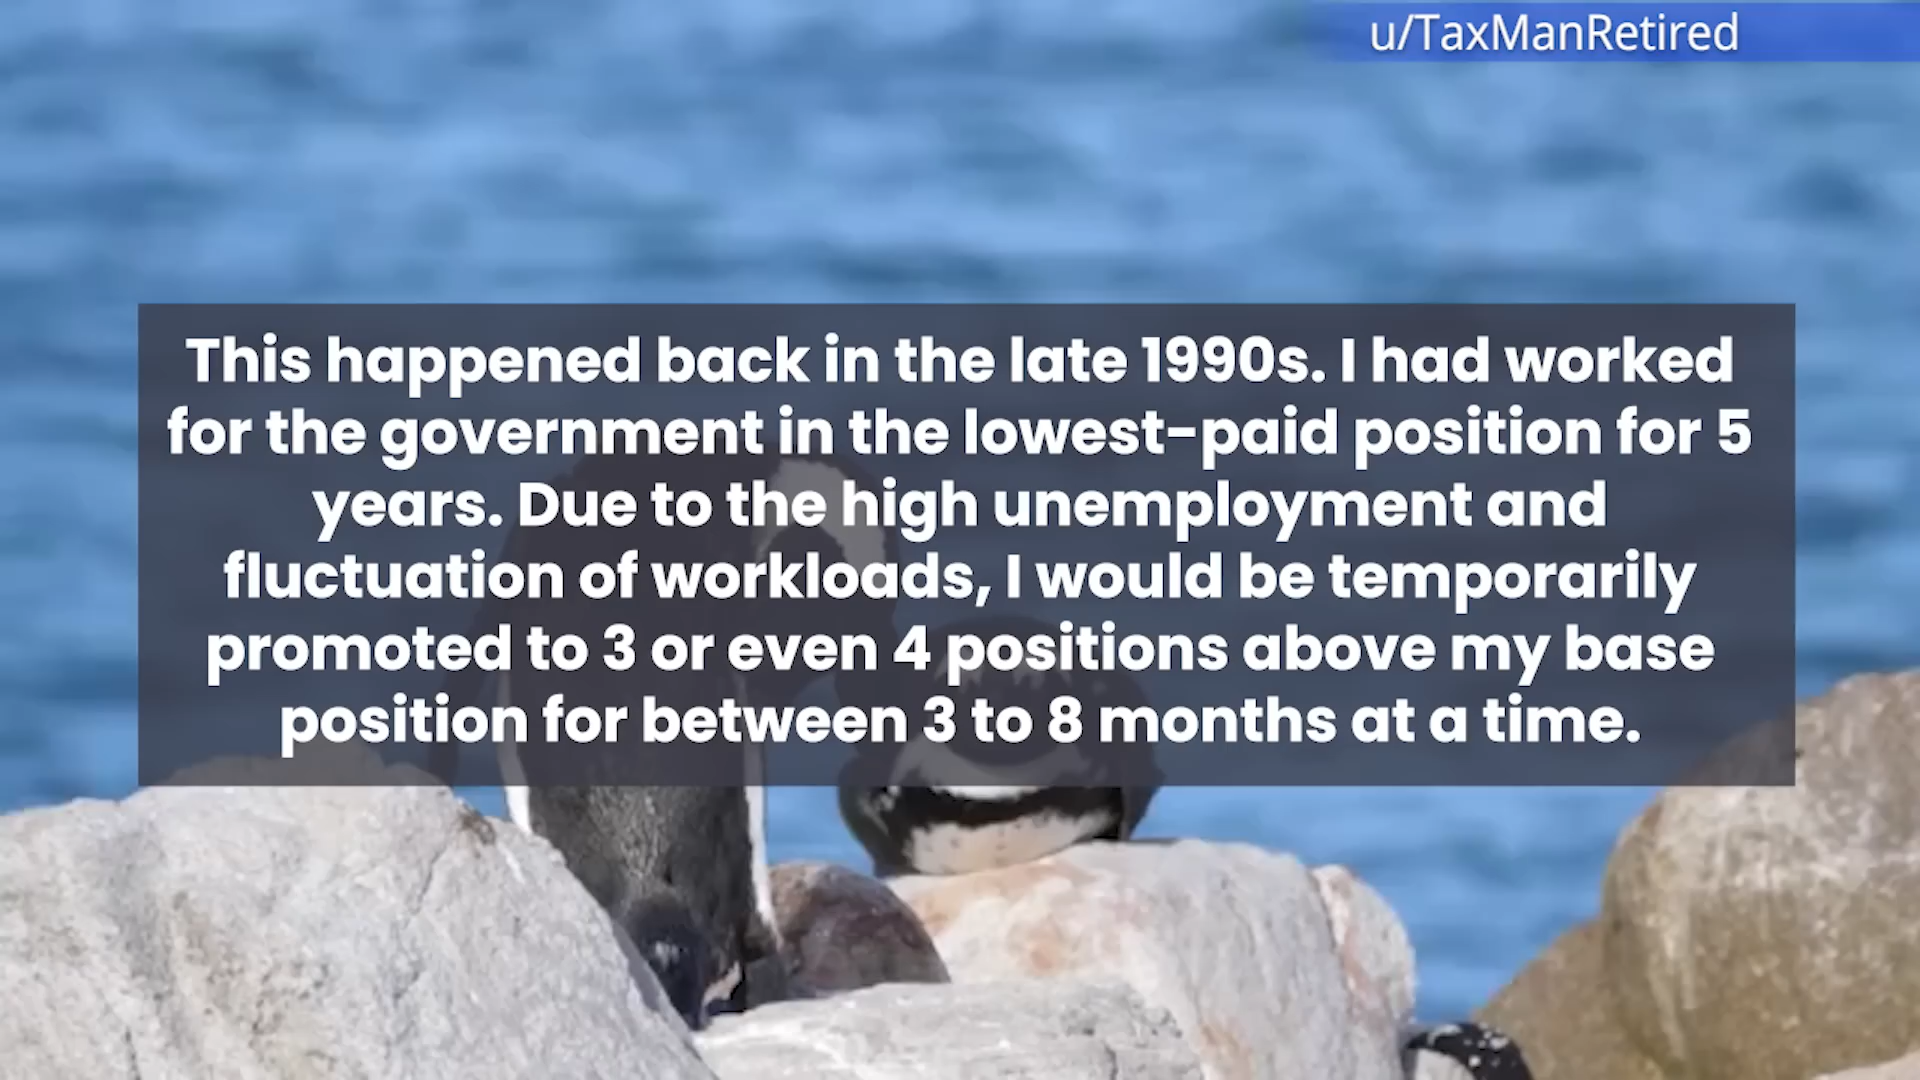 u/TaxManRetired
This happened back in the late 1990s. I had worked
for the government in the lowest-paid position for 5
years. Due to the high unemployment and
fluctuation of workloads, I would be temporarily
promoted to 3 or even 4 positions above my base
position for between 3 to 8 months at a time.